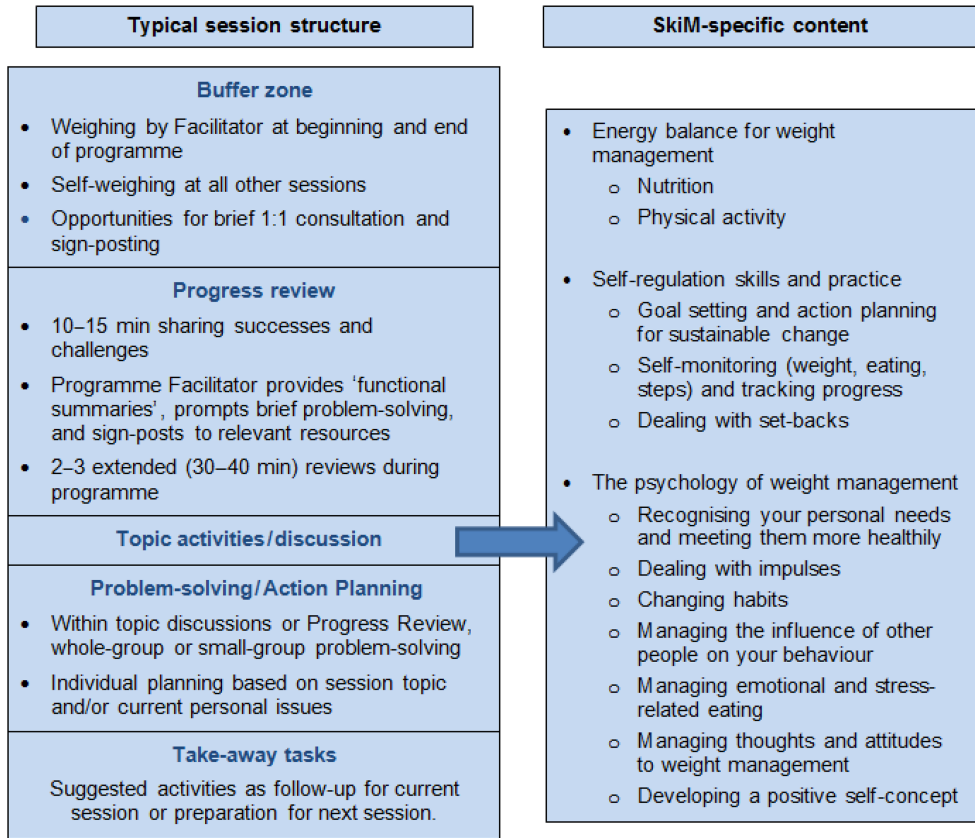 Typical session structure
Buffer zone
• Weighing by Facilitator at beginning and end
of programme
• Self-weighing at all other sessions
• Opportunities for brief 1:1 consultation and
sign-posting
Progress review
• 10–15 min sharing successes and
challenges
• Programme Facilitator provides ‘functional
summaries’, prompts brief problem-solving,
and sign-posts to relevant resources
• 2–3 extended (30–40 min) reviews during
programme
Topic activities/discussion
Problem-solving/Action Planning
• Within topic discussions or Progress Review,
whole-group or small-group problem-solving
• Individual planning based on session topic
and/or current personal issues
Take-away tasks
Suggested activities as follow-up for current
session or preparation for next session.
SkiM-specific content
• Energy balance for weight
management
o Nutrition
o Physical activity
• Self-regulation skills and practice
o Goal setting and action planning
for sustainable change
o Self-monitoring (weight, eating,
steps) and tracking progress
o Dealing with set-backs
• The psychology of weight management
o Recognising your personal needs
and meeting them more healthily
o Dealing with impulses
o Changing habits
o Managing the influence of other
people on your behaviour
o Managing emotional and stress-
related eating
o Managing thoughts and attitudes
to weight management
o Developing a positive self-concept